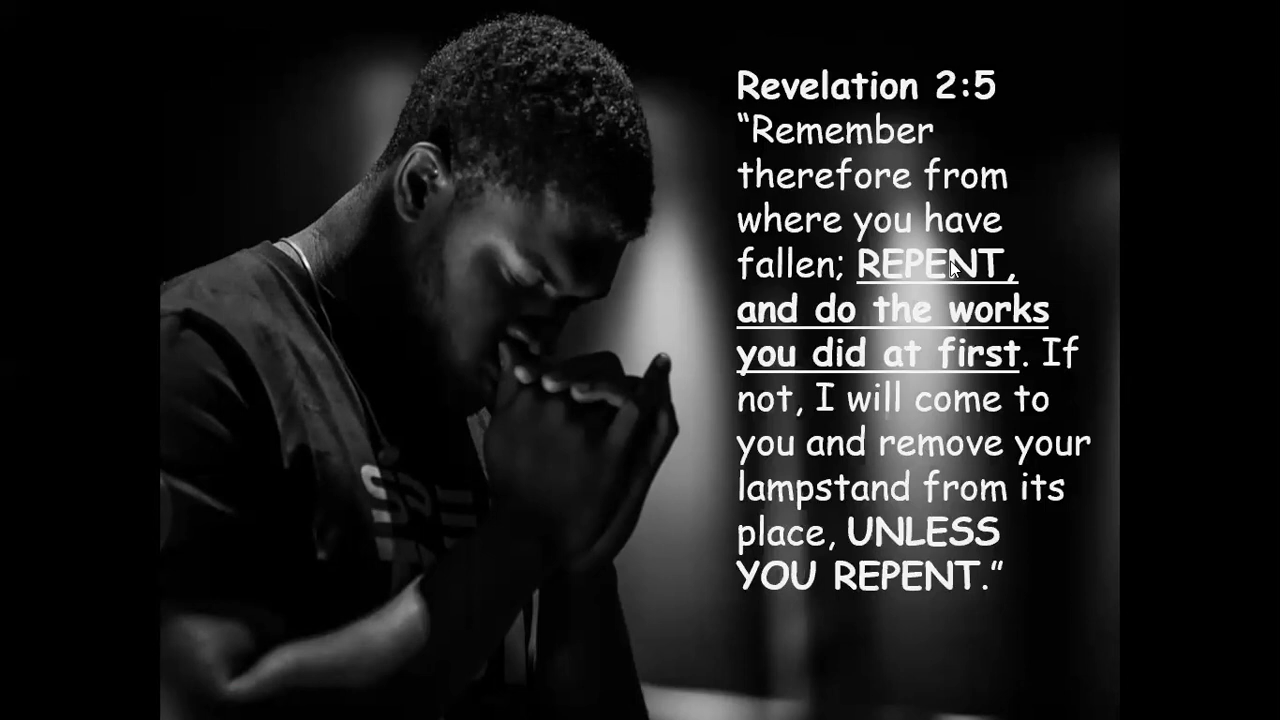 Revelation 2:5
“Remember
therefore from
where you have
fallen; REPENT,
and do the works
you did at first. If
not, I will come to
you and remove your
lampstand from its
place, UNLESS
YOU REPENT.”